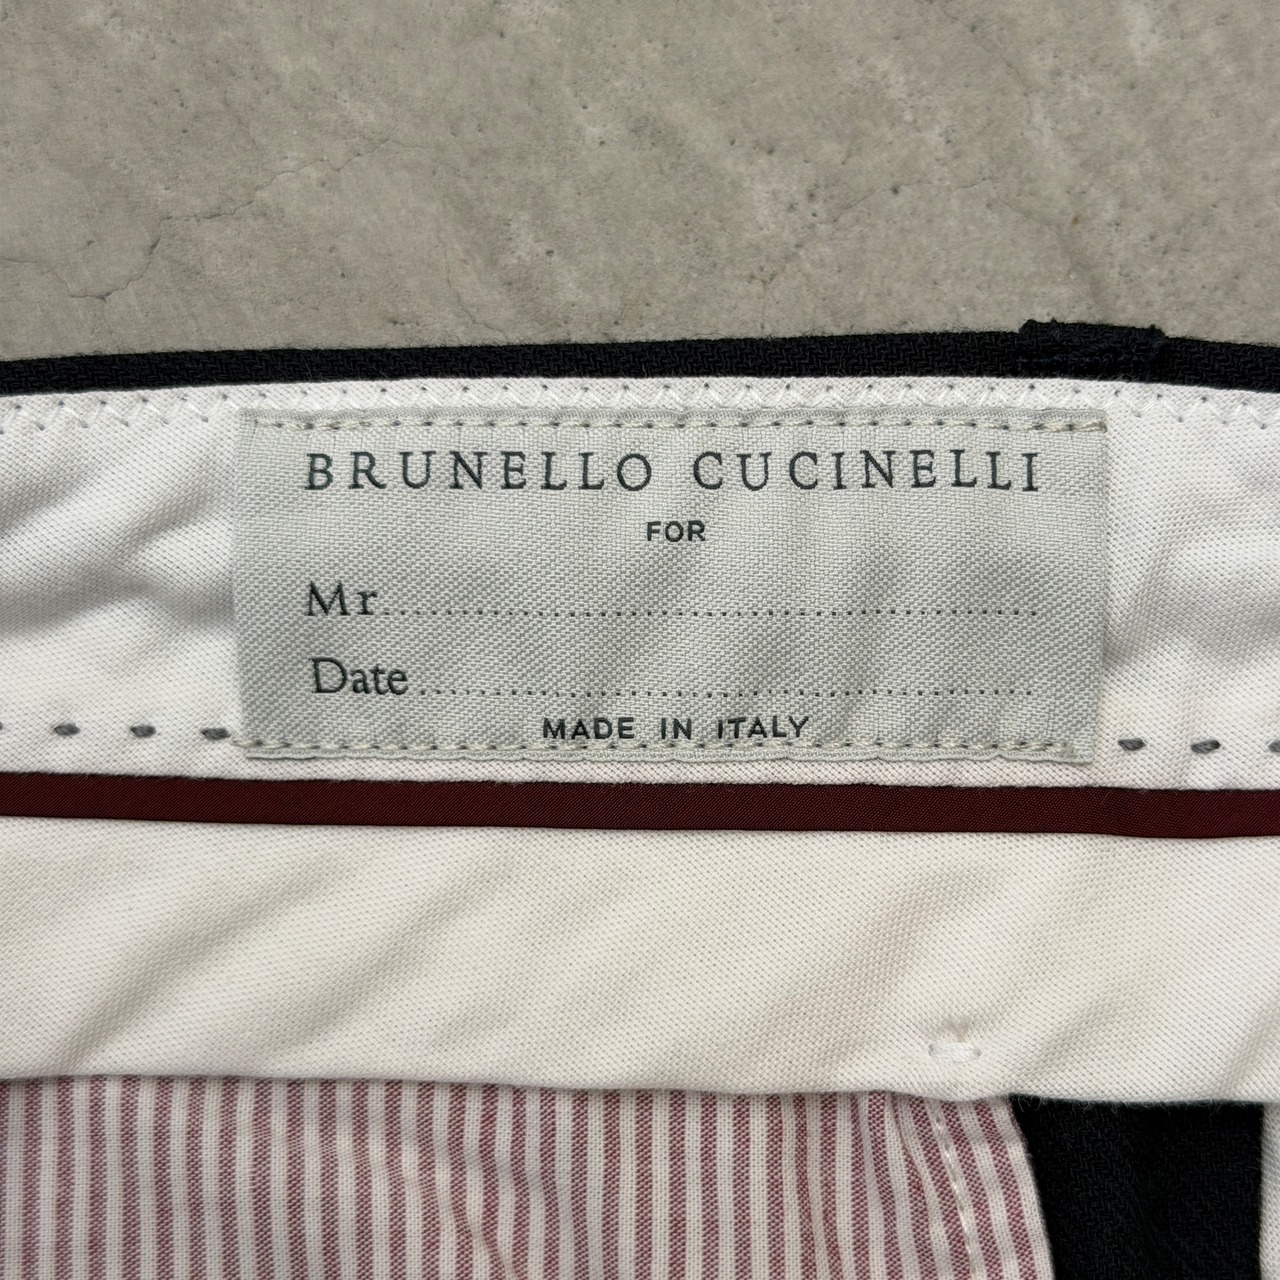 BRUNELLO CUCINELLI
FOR
Mr..............................
Date..............................
MADE IN ITALY